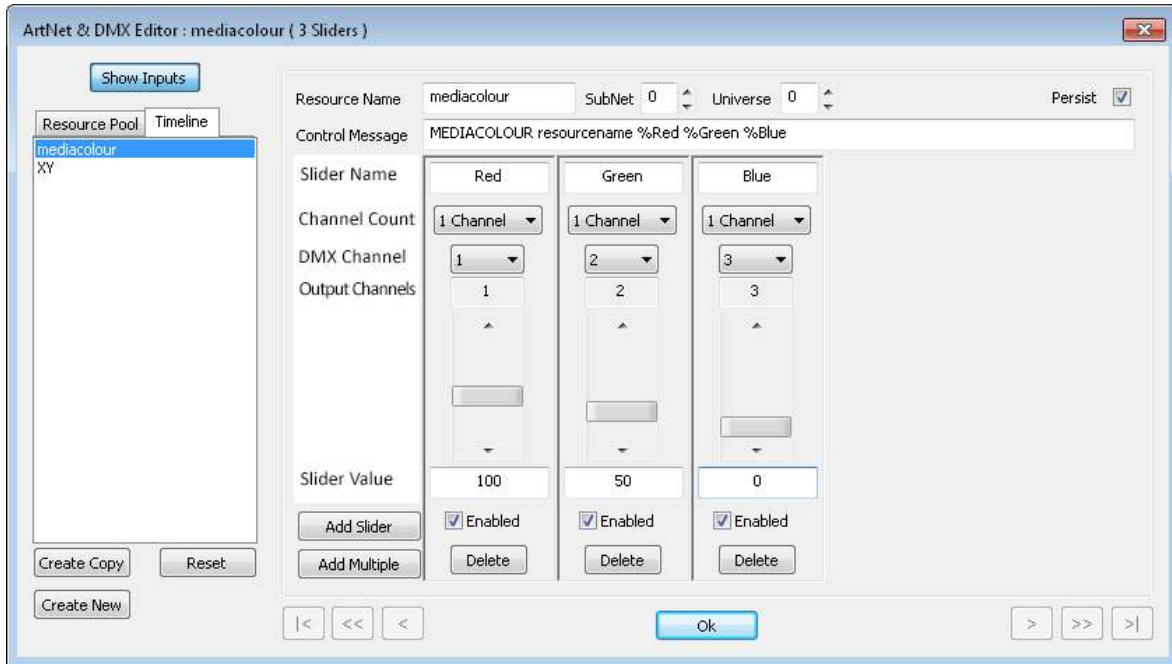 ArtNet & DMX Editor : mediacolour ( 3 Sliders )
Show Inputs
Resource Pool Timeline
mediacolour
XY
Create Copy Reset
Create New
Resource Name mediacolour SubNet 0 Universe 0 Persist
Control Message MEDIACOLOUR resourcename %Red %Green %Blue
Slider Name Red Green Blue
Channel Count 1 Channel 1 Channel 1 Channel
DMX Channel 1 2 3
Output Channels 1 2 3
Slider Value 100 50 0
Add Slider Enabled Enabled Enabled
Add Multiple Delete Delete Delete
|< << < Ok > >> >|